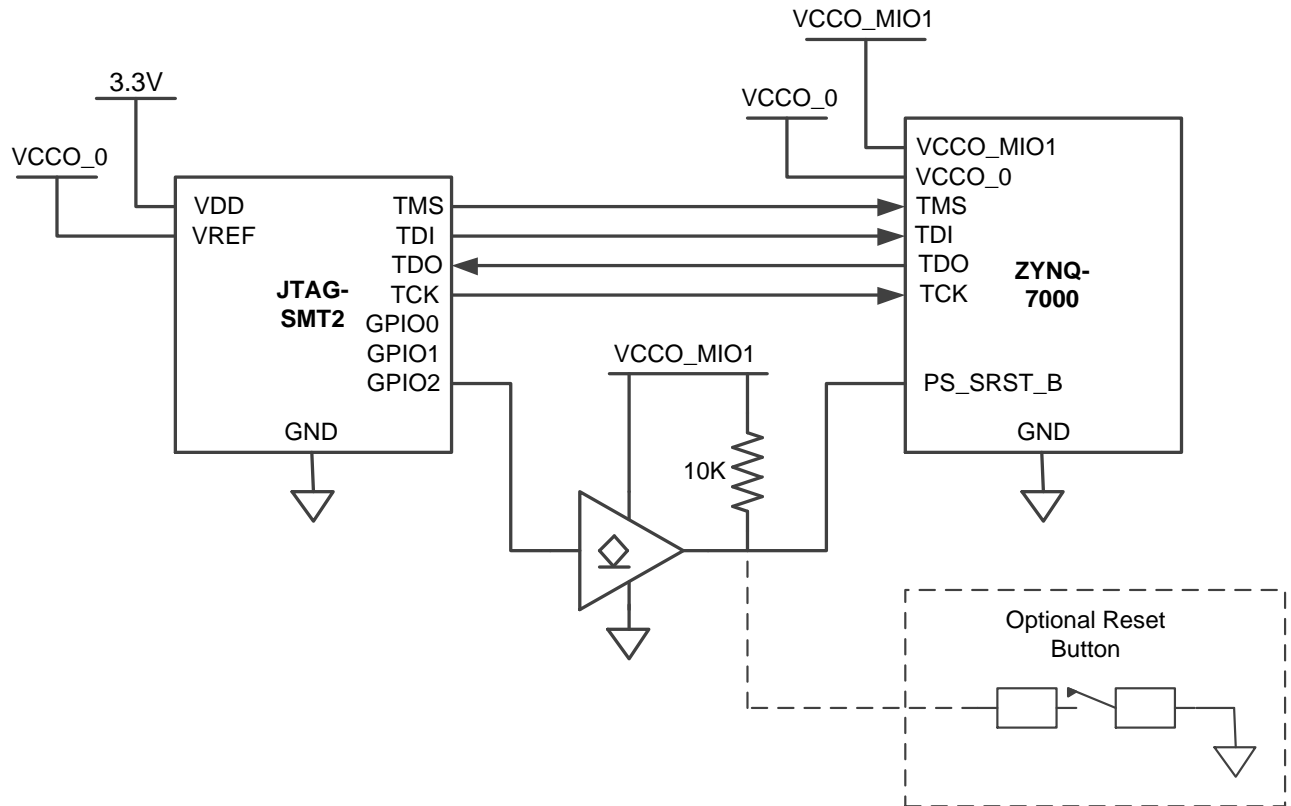 VCCO_MIO1
3.3V
VCCO_0
VCCO_0
VDD
VREF
JTAG-
SMT2
TMS
TDI
TDO
TCK
GPIO0
GPIO1
GPIO2
GND
VCCO_MIO1
VCCO_0
TMS
TDI
TDO
TCK
ZYNQ-
7000
PS_SRST_B
GND
VCCO_MIO1
10K
Optional Reset
Button